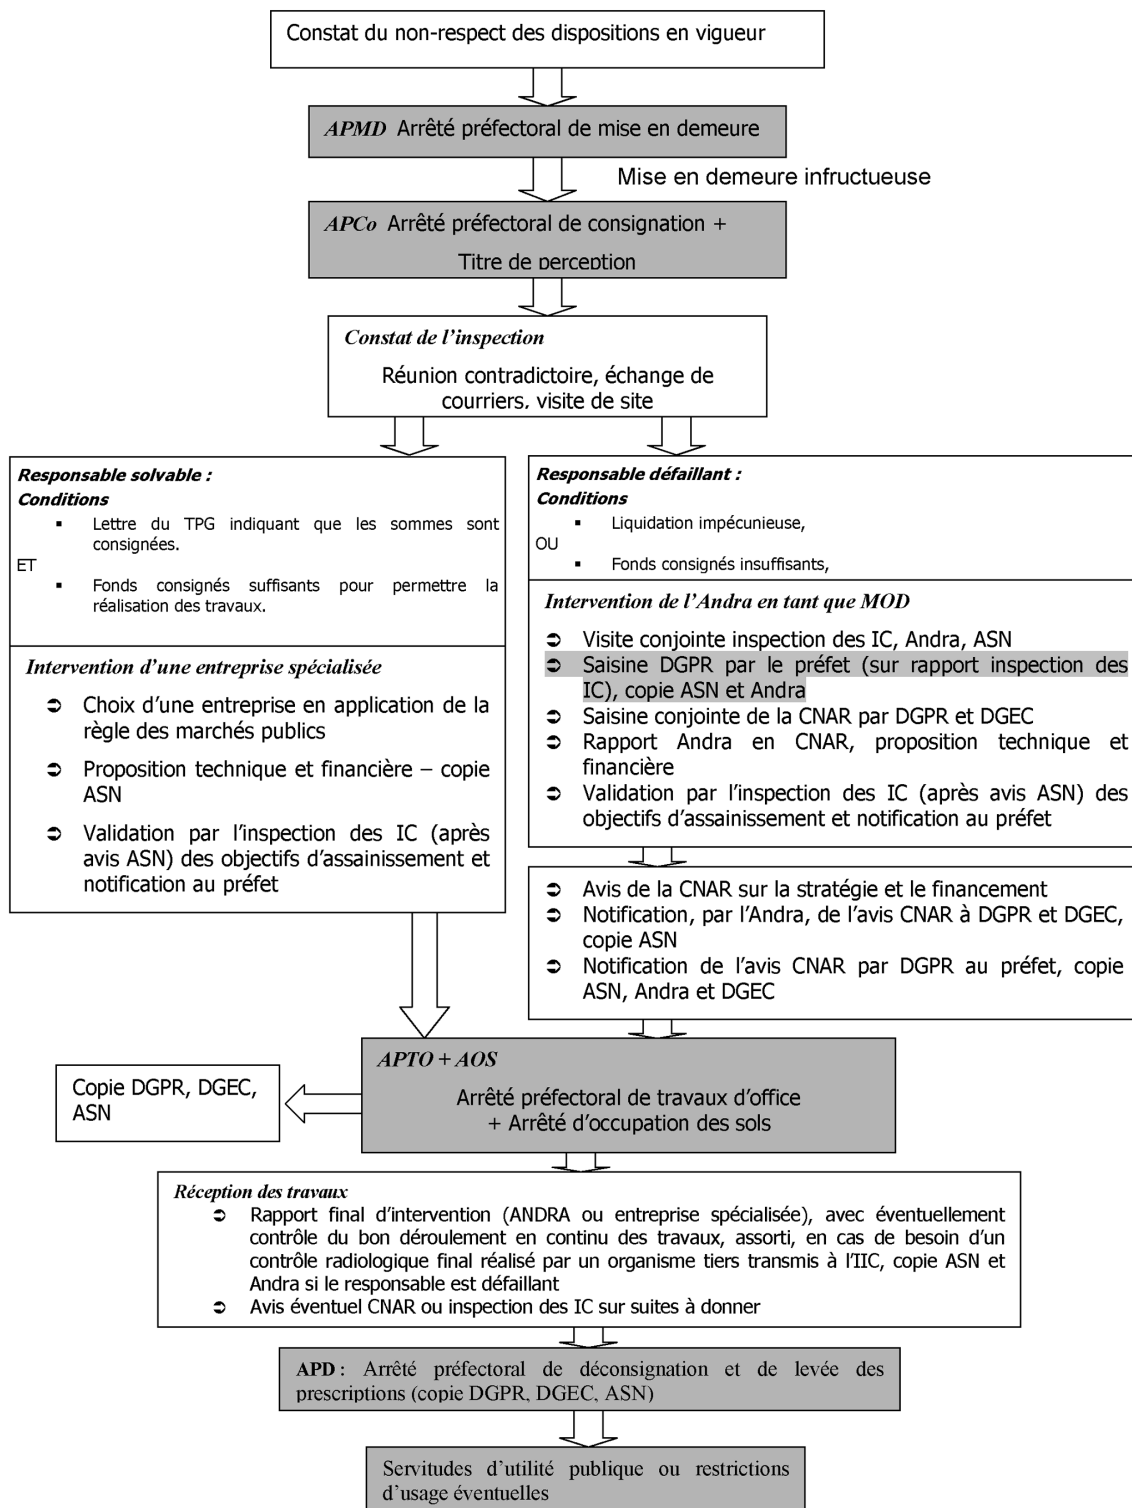 Constat du non-respect des dispositions en vigueur
APMD Arrêté préfectoral de mise en demeure
Mise en demeure infructueuse
APCo Arrêté préfectoral de consignation +
Titre de perception
Constat de l'inspection
Réunion contradictoire, échange de
courriers, visite de site
Responsable solvable :
Conditions
▪ Lettre du TPG indiquant que les sommes sont
consignées.
ET
▪ Fonds consignés suffisants pour permettre la
réalisation des travaux.
Intervention d'une entreprise spécialisée
➲ Choix d'une entreprise en application de la
règle des marchés publics
➲ Proposition technique et financière – copie
ASN
➲ Validation par l'inspection des IC (après
avis ASN) des objectifs d'assainissement et
notification au préfet
Responsable défaillant :
Conditions
▪ Liquidation impécunieuse,
OU
▪ Fonds consignés insuffisants,
Intervention de l'Andra en tant que MOD
➲ Visite conjointe inspection des IC, Andra, ASN
➲ Saisine DGPR par le préfet (sur rapport inspection des
IC), copie ASN et Andra
➲ Saisine conjointe de la CNAR par DGPR et DGEC
➲ Rapport Andra en CNAR, proposition technique et
financière
➲ Validation par l'inspection des IC (après avis ASN) des
objectifs d'assainissement et notification au préfet
➲ Avis de la CNAR sur la stratégie et le financement
➲ Notification, par l'Andra, de l'avis CNAR à DGPR et DGEC,
copie ASN
➲ Notification de l'avis CNAR par DGPR au préfet, copie
ASN, Andra et DGEC
APTO + AOS
Arrêté préfectoral de travaux d'office
+ Arrêté d'occupation des sols
Copie DGPR, DGEC,
ASN
Réception des travaux
➲ Rapport final d'intervention (ANDRA ou entreprise spécialisée), avec éventuellement
contrôle du bon déroulement en continu des travaux, assorti, en cas de besoin d'un
contrôle radiologique final réalisé par un organisme tiers transmis à l'IIC, copie ASN et
Andra si le responsable est défaillant
➲ Avis éventuel CNAR ou inspection des IC sur suites à donner
APD : Arrêté préfectoral de déconsignation et de levée des
prescriptions (copie DGPR, DGEC, ASN)
Servitudes d'utilité publique ou restrictions
d'usage éventuelles